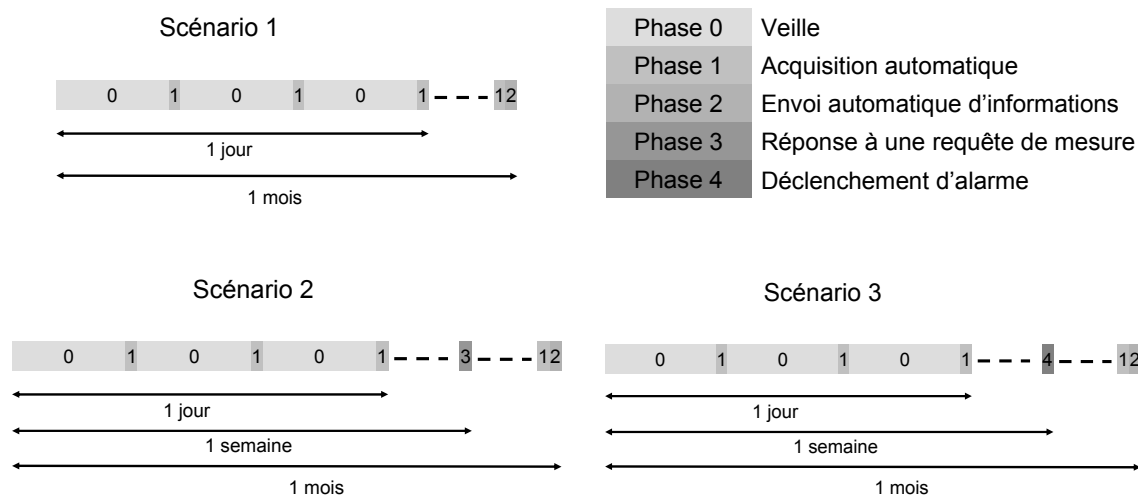 Scénario 1
0 1 0 1 0 1 12
1 jour
1 mois
Phase 0 Veille
Phase 1 Acquisition automatique
Phase 2 Envoi automatique d'informations
Phase 3 Réponse à une requête de mesure
Phase 4 Déclenchement d'alarme
Scénario 2
0 1 0 1 0 1 3 12
1 jour
1 semaine
1 mois
Scénario 3
0 1 0 1 0 1 4 12
1 jour
1 semaine
1 mois